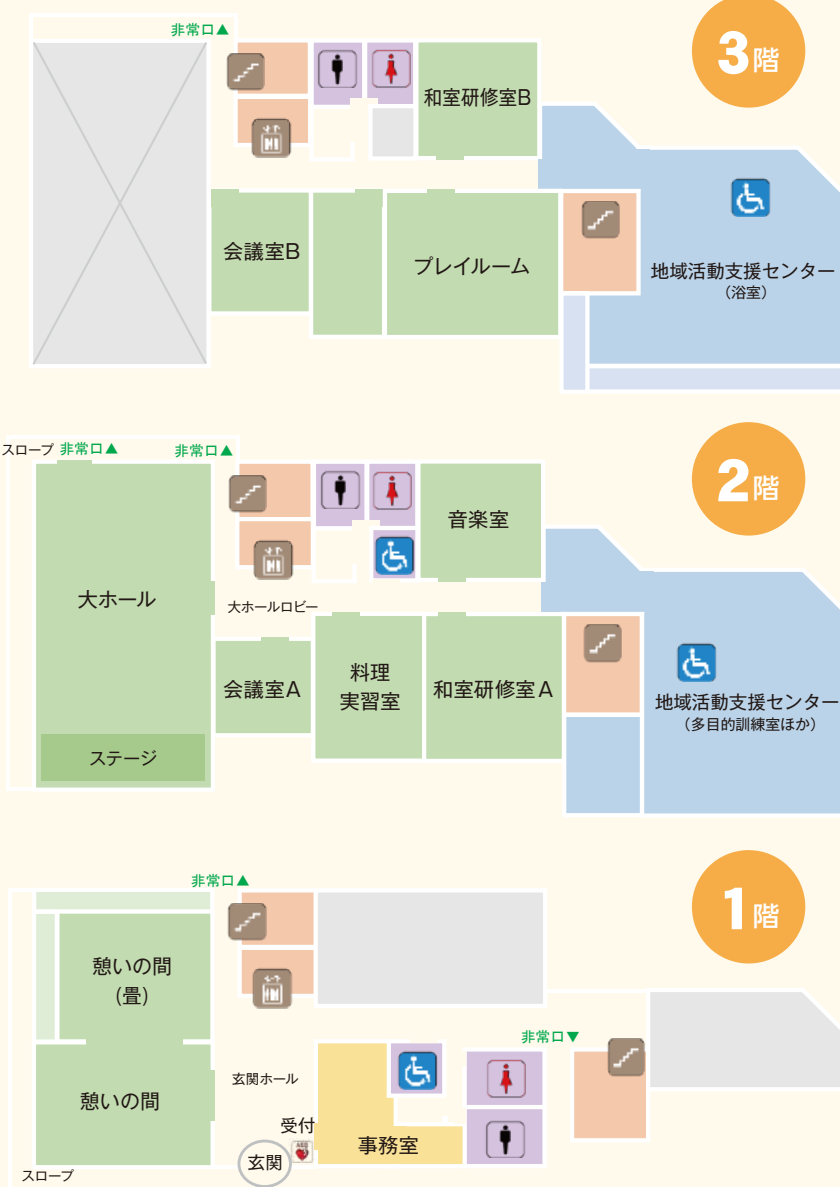 非常口▲
3階
和室研修室B
会議室B
プレイルーム
地域活動支援センター
（浴室）
スロープ 非常口▲
非常口▲
2階
音楽室
大ホール
大ホールロビー
会議室A
料理
実習室
和室研修室A
地域活動支援センター
（多目的訓練室ほか）
ステージ
非常口▲
1階
憩いの間
(畳)
非常口▼
玄関ホール
憩いの間
受付
AED
事務室
玄関
スロープ